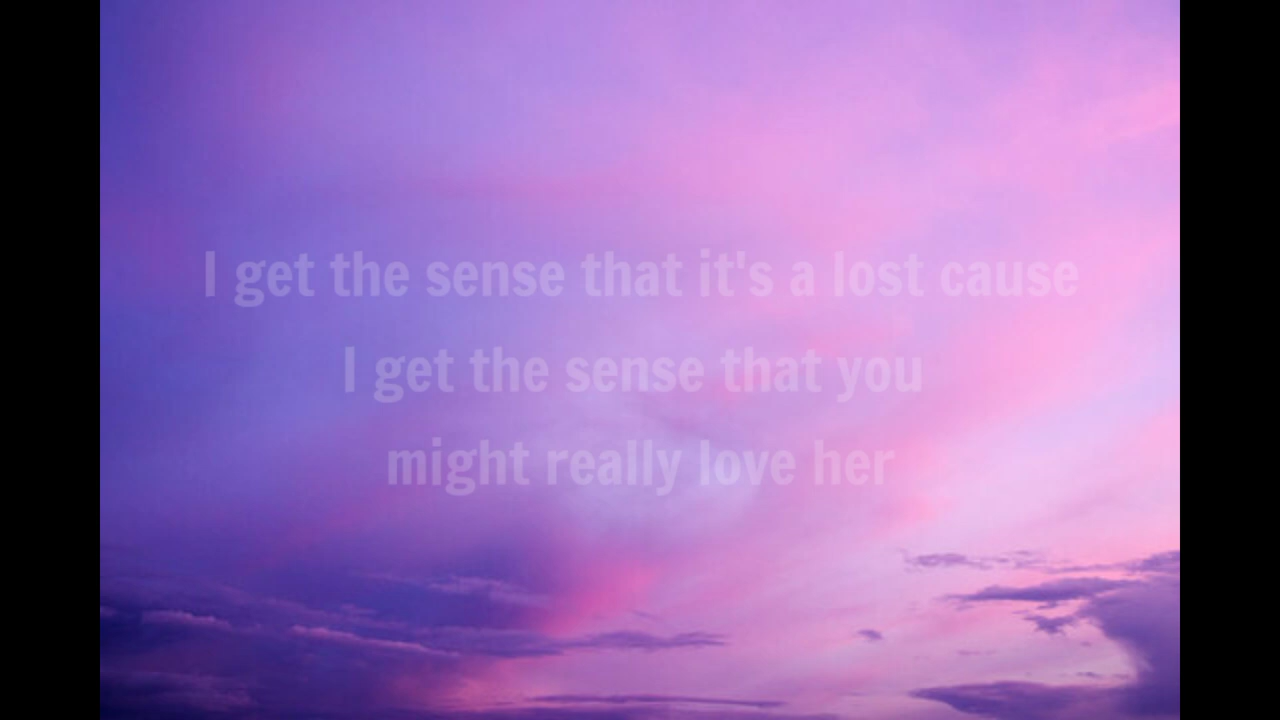 I get the sense that it's a lost cause
I get the sense that you
might really love her